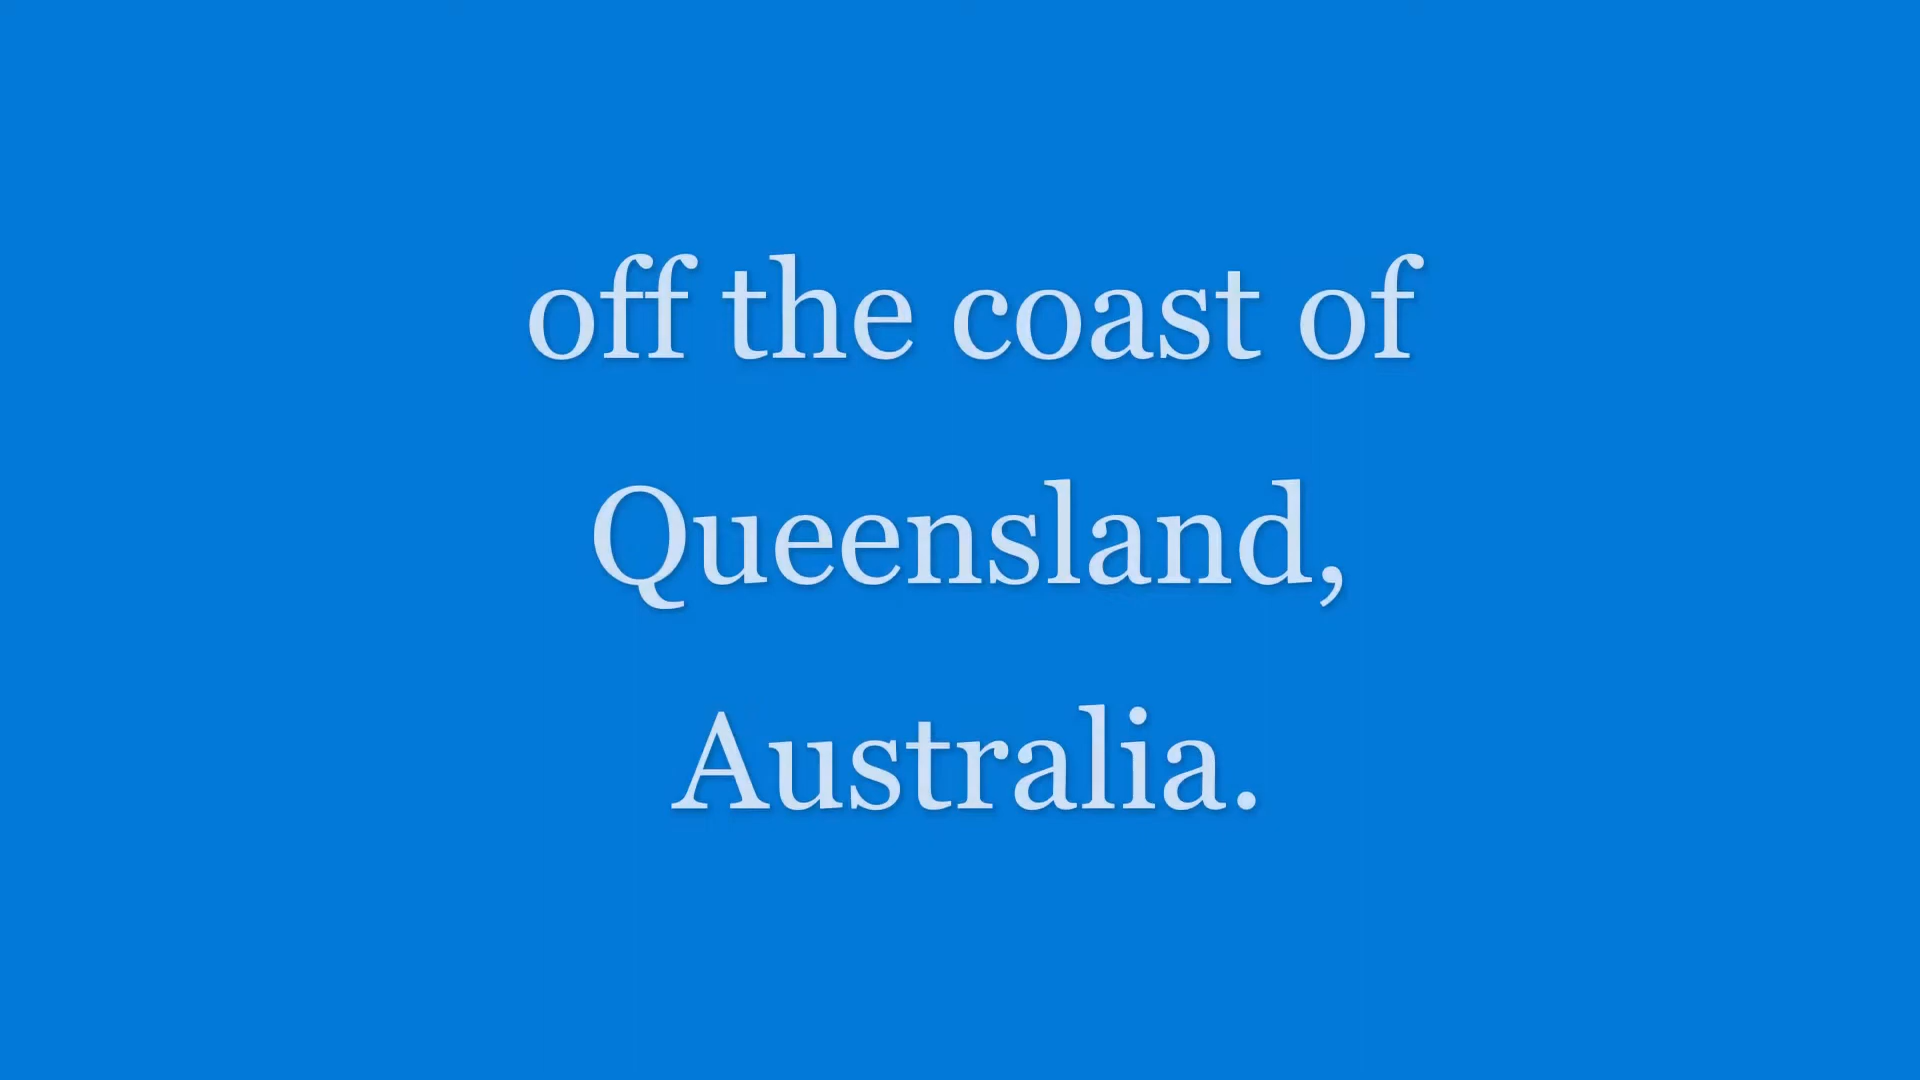 off the coast of
Queensland,
Australia.